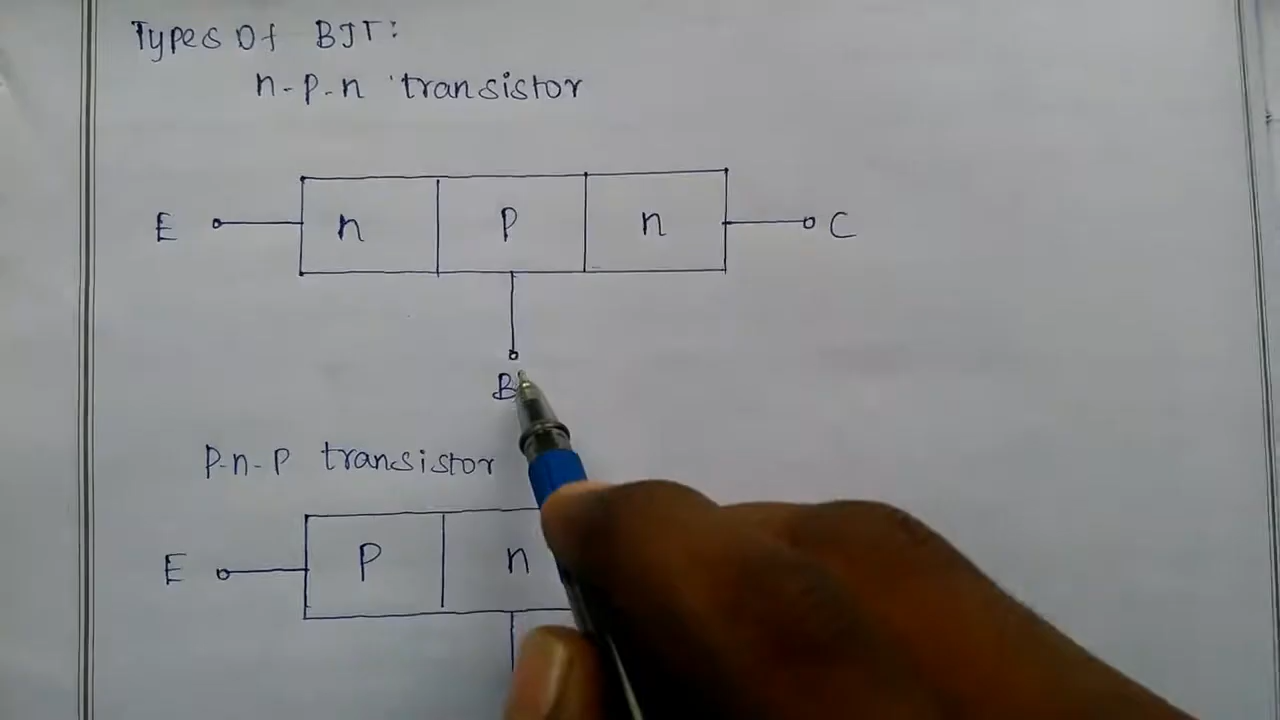 Types Of BJT:
n-p-n transistor
E n P n C
B
P-n-P transistor
E P n